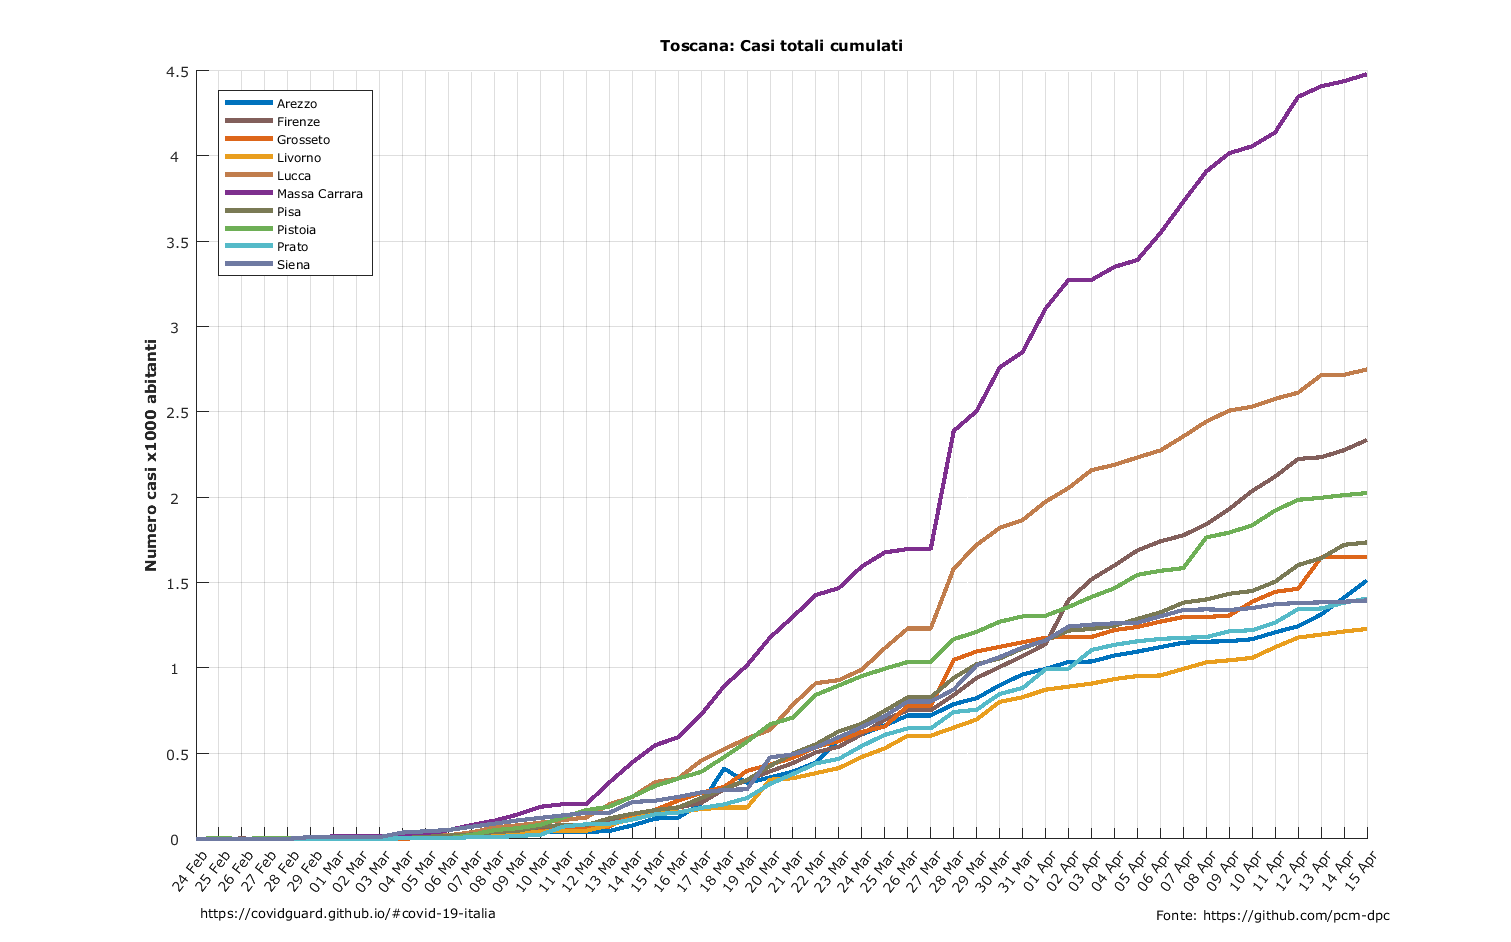 Toscana: Casi totali cumulati
4.5
4
3.5
3
2.5
2
1.5
1
0.5
0
Numero casi x1000 abitanti
Arezzo
Firenze
Grosseto
Livorno
Lucca
Massa Carrara
Pisa
Pistoia
Prato
Siena
24 Feb
25 Feb
26 Feb
27 Feb
28 Feb
29 Feb
01 Mar
02 Mar
03 Mar
04 Mar
05 Mar
06 Mar
07 Mar
08 Mar
09 Mar
10 Mar
11 Mar
12 Mar
13 Mar
14 Mar
15 Mar
16 Mar
17 Mar
18 Mar
19 Mar
20 Mar
21 Mar
22 Mar
23 Mar
24 Mar
25 Mar
26 Mar
27 Mar
28 Mar
29 Mar
30 Mar
31 Mar
01 Apr
02 Apr
03 Apr
04 Apr
05 Apr
06 Apr
07 Apr
08 Apr
09 Apr
10 Apr
11 Apr
12 Apr
13 Apr
14 Apr
15 Apr
https://covidguard.github.io/#covid-19-italia
Fonte: https://github.com/pcm-dpc